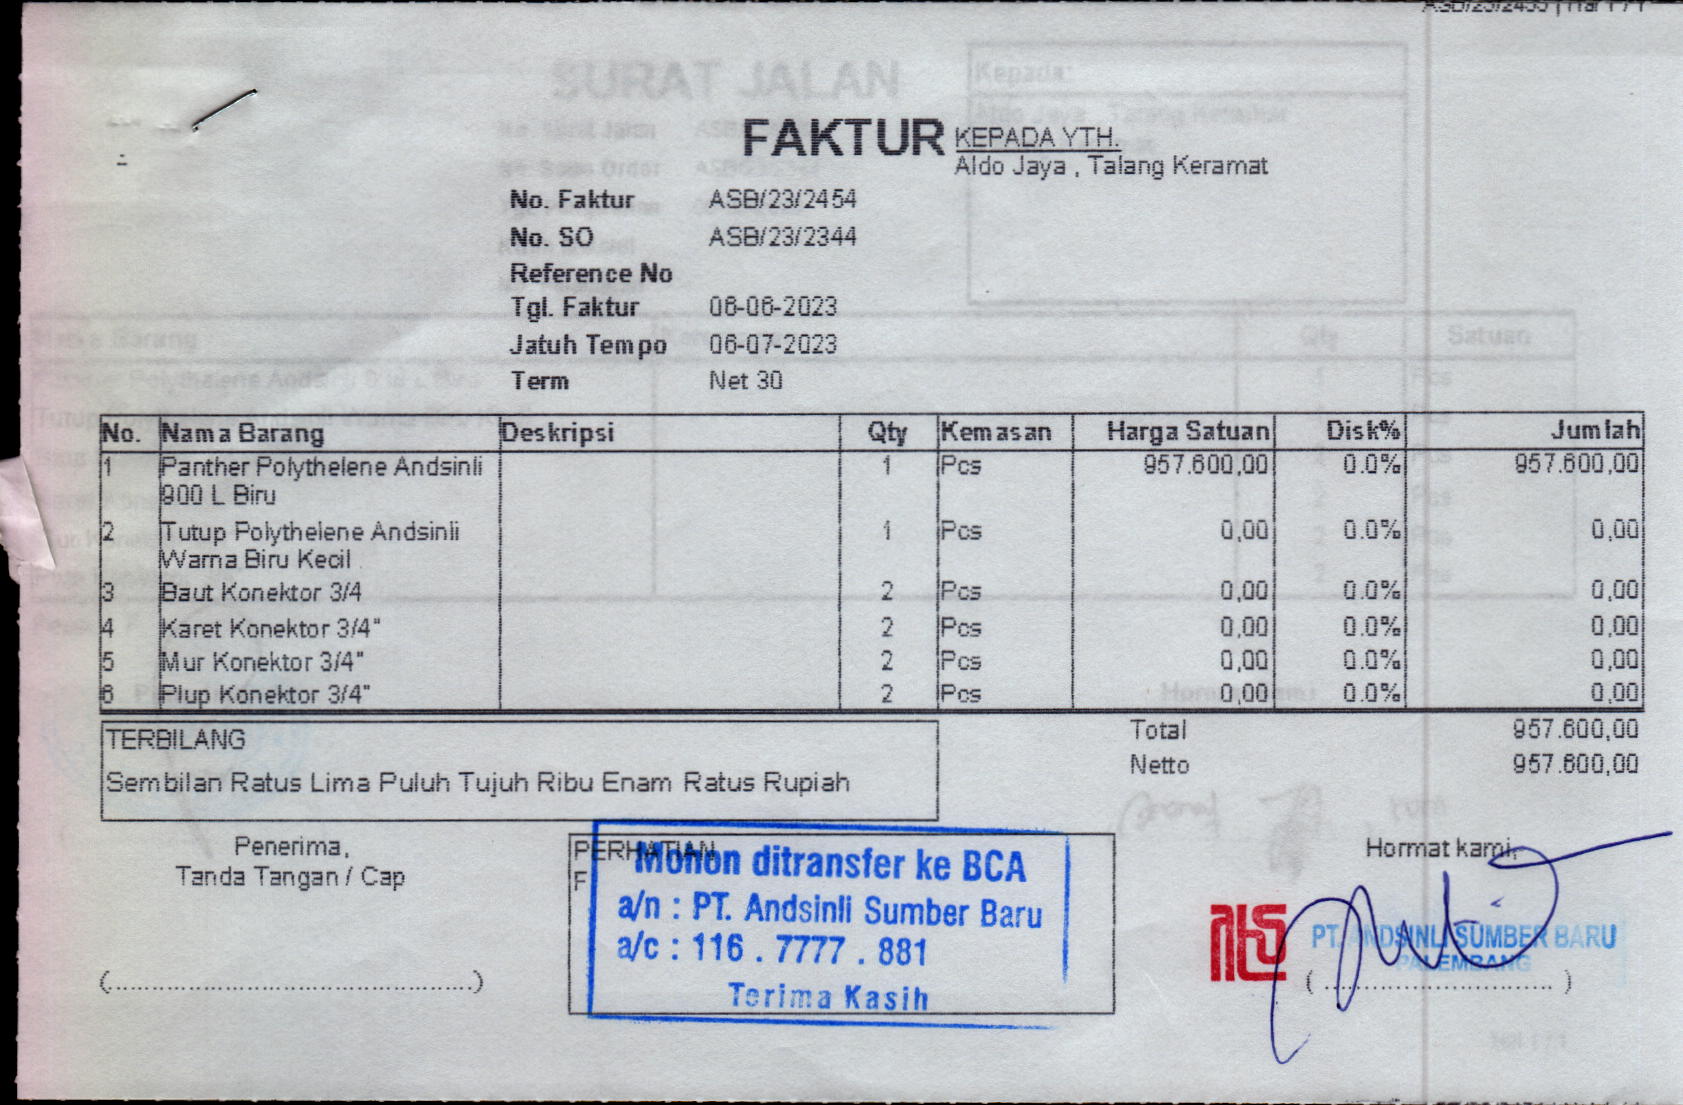 FAKTUR
KEPADA YTH.
Aldo Jaya , Talang Keramat
No. Faktur ASB/23/2454
No. SO ASB/23/2344
Reference No
Tgl. Faktur 06-06-2023
Jatuh Tempo 06-07-2023
Term Net 30
No. Nama Barang Deskripsi Qty Kemasan Harga Satuan Disk% Jumlah
1 Panther Polythelene Andsinli 1 Pcs 957.600,00 0.0% 957.600,00
900 L Biru
2 Tutup Polythelene Andsinli 1 Pcs 0,00 0.0% 0,00
Warna Biru Kecil
3 Baut Konektor 3/4 2 Pcs 0,00 0.0% 0,00
4 Karet Konektor 3/4" 2 Pcs 0,00 0.0% 0,00
5 Mur Konektor 3/4" 2 Pcs 0,00 0.0% 0,00
6 Plup Konektor 3/4" 2 Pcs 0,00 0.0% 0,00
Total 957.600,00
Netto 957.600,00
TERBILANG
Sembilan Ratus Lima Puluh Tujuh Ribu Enam Ratus Rupiah
Penerima,
Tanda Tangan / Cap
PERHATIAN
F
Mohon ditransfer ke BCA
a/n : PT. Andsinli Sumber Baru
a/c : 116 . 7777 . 881
Terima Kasih
Hormat kami,
PT. ANDSINLI SUMBER BARU
PALEMBANG